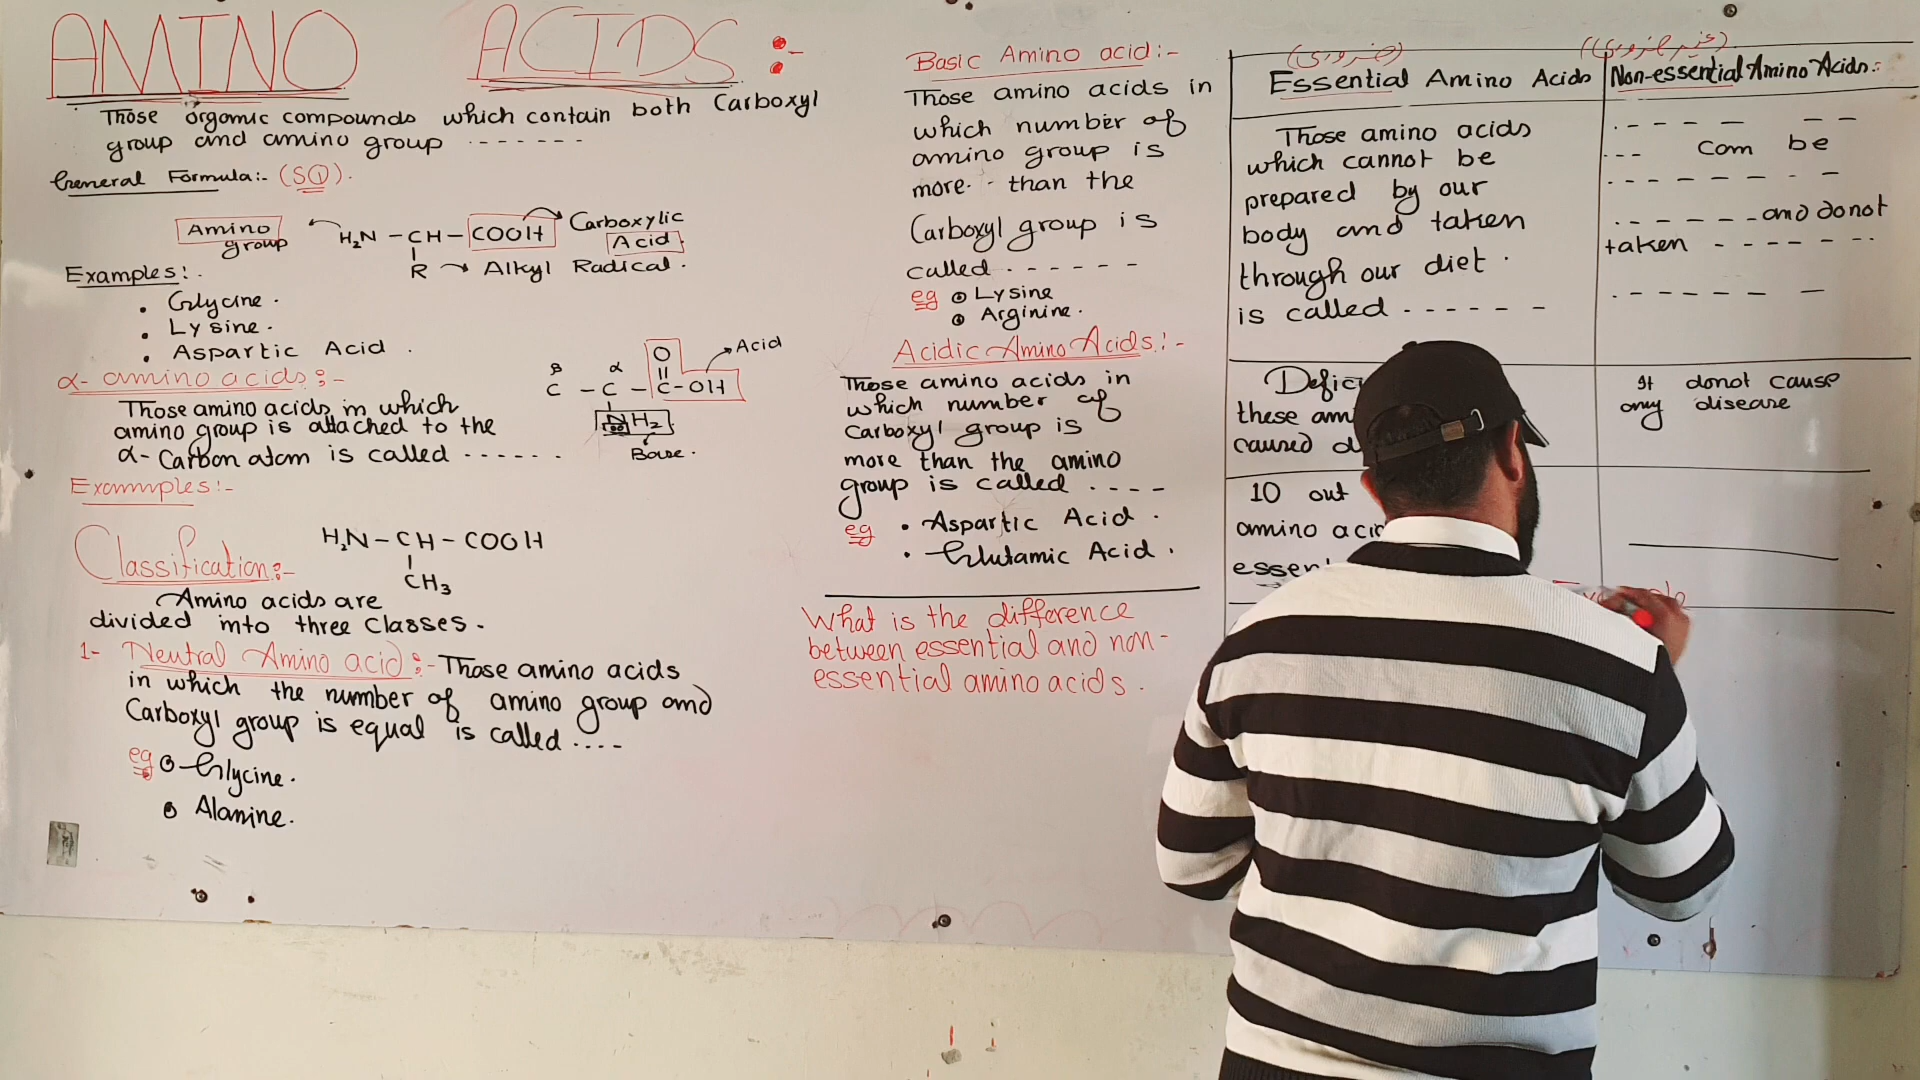 AMINO ACIDS :-
Those orgamic compounds which contain both Carboxyl
group and amino group -------
General Formula:- (SQ).
Amino
group
H₂N - CH - COOH
Carboxylic
Acid
R → Alkyl Radical.
Examples:-
• Glycine.
• Lysine.
• Aspartic Acid.
α- amino acids:-
Those amino acids in which
amino group is attached to the
α- Carbon atom is called ------
β α O
C - C - C - OH
Acid
NH₂
Base.
Exammples:-
H₂N - CH - COOH
CH₃
Classification:-
Amino acids are
divided into three Classes.
1- Neutral Amino acid:- Those amino acids
in which the number of amino group and
Carboxyl group is equal is called ....
eg Glycine.
Alanine.
Basic Amino acid:-
Those amino acids in
which number of
amino group is
more - than the
Carboxyl group is
called ------
eg Lysine
Arginine.
Acidic Amino Acids:-
Those amino acids in
which number of
Carboxyl group is
more than the amino
group is called ----
eg • Aspartic Acid.
• Glutamic Acid.
What is the difference
between essential and non-
essential amino acids.
(ضروری)
Essential Amino Acids
Those amino acids
which cannot be
prepared by our
body and taken
through our diet.
is called ------
these
caused
10 out
amino
(غیر ضروری)
Non-essential Amino Acids:-
------ --
--- can be
-------
------ and donot
taken ------
------
It donot cause
any disease